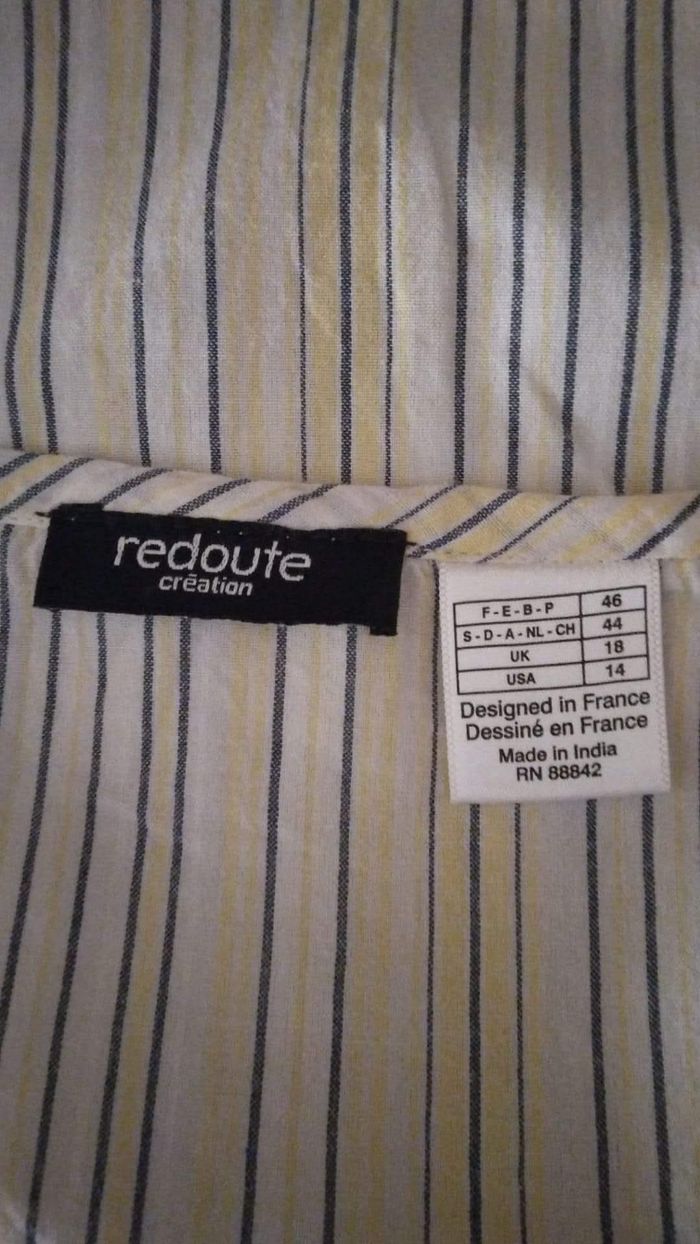 redoute
création
F - E - B - P 46
S - D - A - NL - CH 44
UK 18
USA 14
Designed in France
Dessiné en France
Made in India
RN 88842